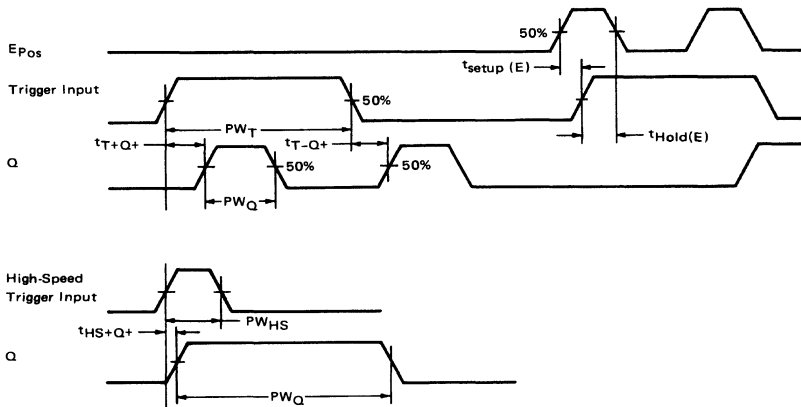 50%
E_Pos
t_setup (E)
Trigger Input
50%
PW_T
t_T+Q+
t_T−Q+
t_Hold(E)
Q
50%
50%
PW_Q
High-Speed
Trigger Input
PW_HS
t_HS+Q+
Q
PW_Q